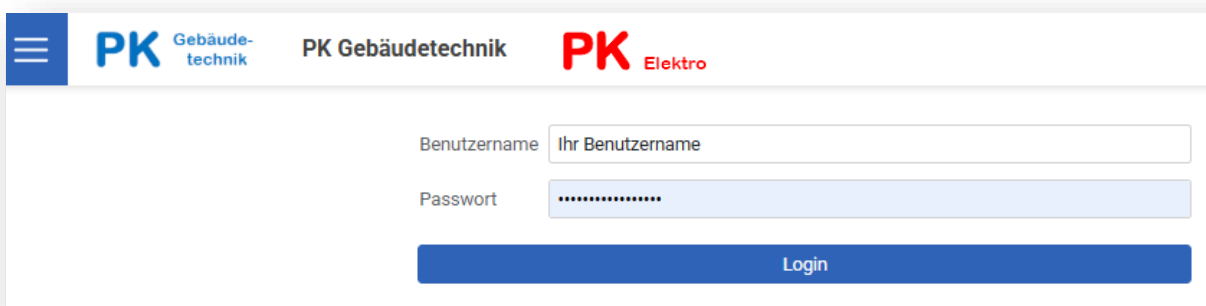 PK Gebäude-
technik
PK Gebäudetechnik
PK Elektro
Benutzername Ihr Benutzername
Passwort •••••••••••••••••
Login